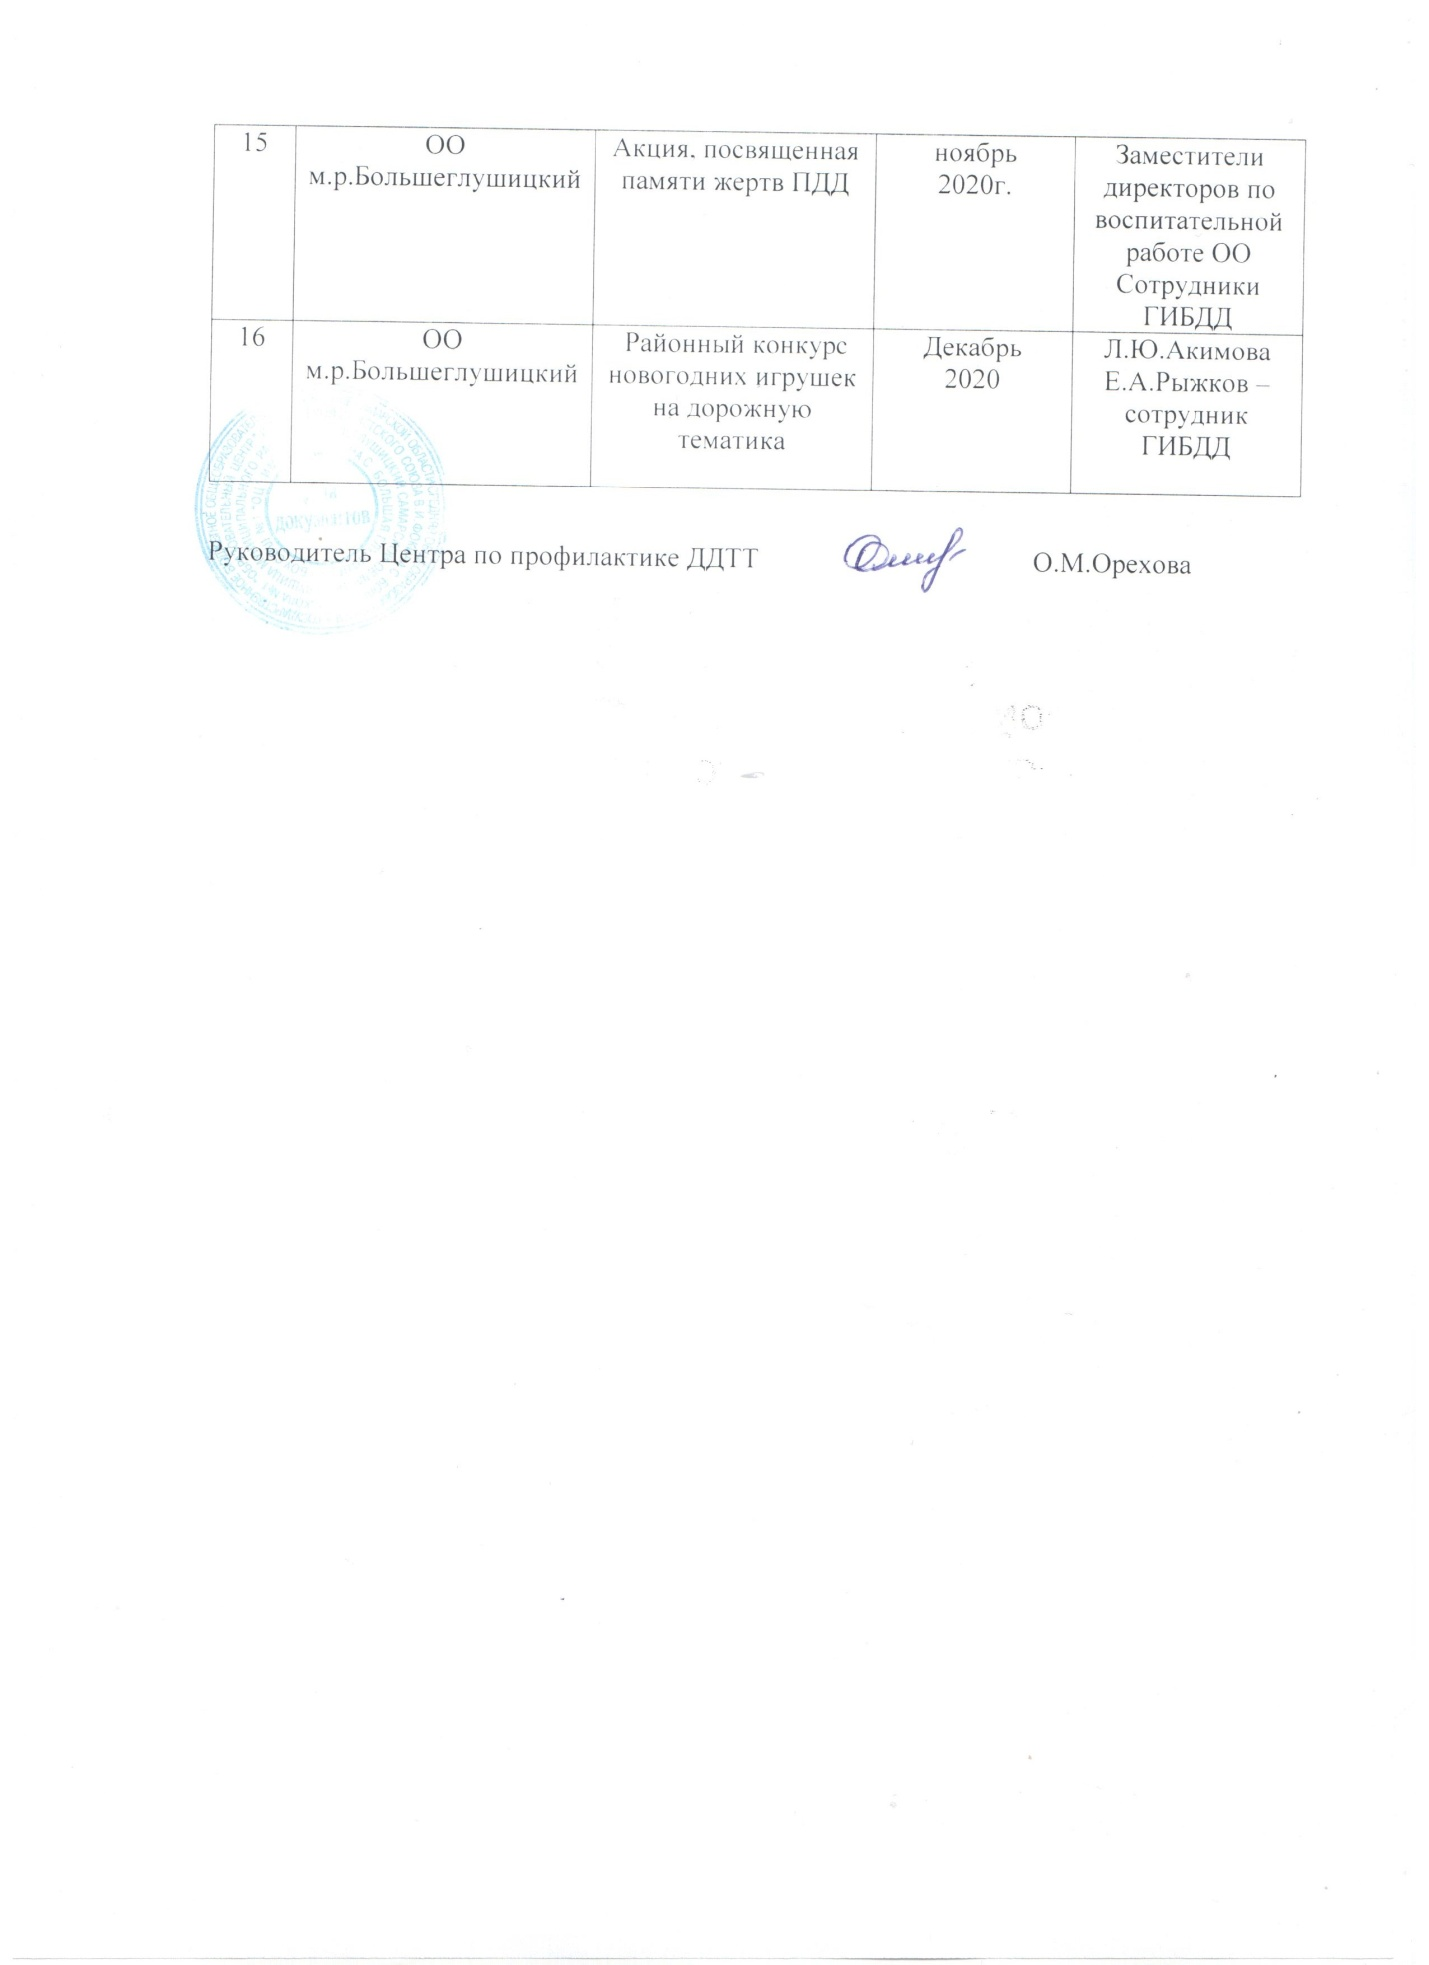 15
ОО
м.р.Большеглушицкий
Акция, посвященная
памяти жертв ПДД
ноябрь
2020г.
Заместители
директоров по
воспитательной
работе ОО
Сотрудники
ГИБДД
16
ОО
м.р.Большеглушицкий
Районный конкурс
новогодних игрушек
на дорожную
тематика
Декабрь
2020
Л.Ю.Акимова
Е.А.Рыжков –
сотрудник
ГИБДД
документов
Руководитель Центра по профилактике ДДТТ
О.М.Орехова